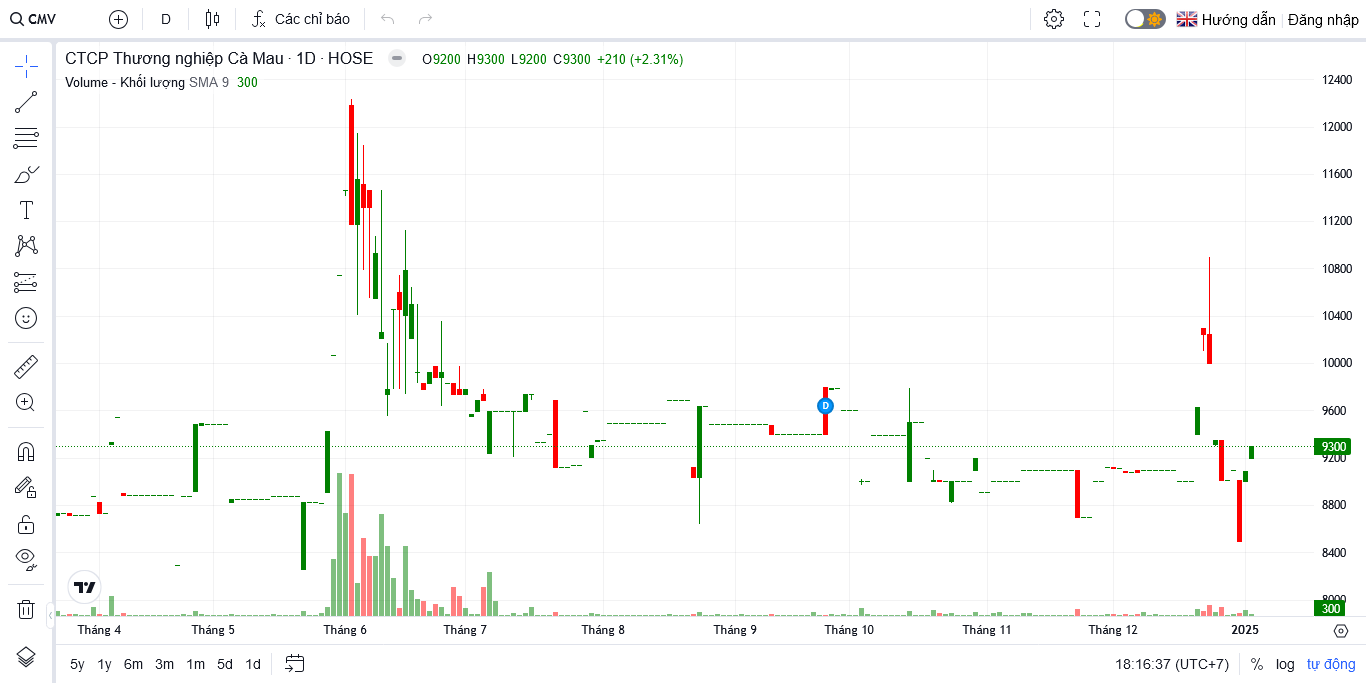 CMV D Các chỉ báo Hướng dẫn Đăng nhập
CTCP Thương nghiệp Cà Mau · 1D · HOSE O9200 H9300 L9200 C9300 +210 (+2.31%)
Volume - Khối lượng SMA 9 300
12400
12000
11600
11200
10800
10400
10000
9600
9300
9200
8800
8400
8000
300
D
Tháng 4 Tháng 5 Tháng 6 Tháng 7 Tháng 8 Tháng 9 Tháng 10 Tháng 11 Tháng 12 2025
5y 1y 6m 3m 1m 5d 1d 18:16:37 (UTC+7) % log tự động